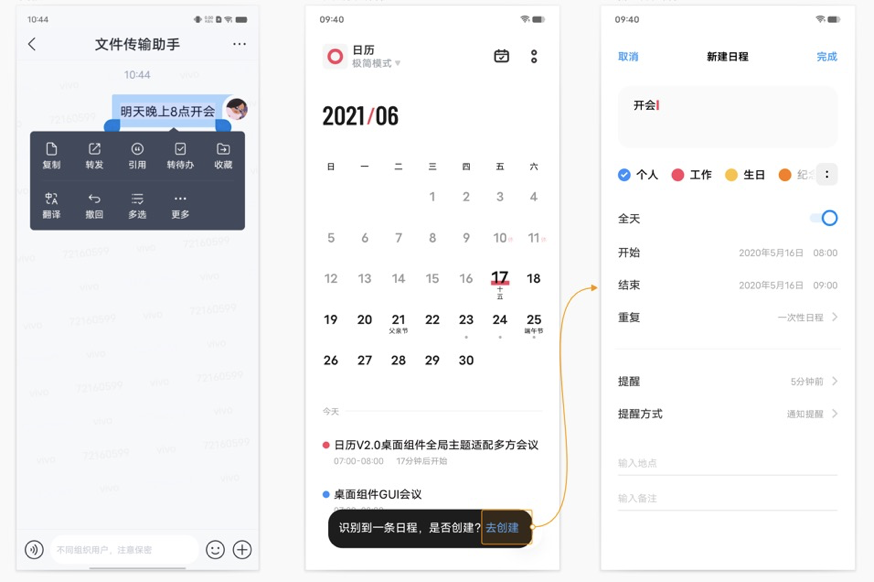 10:44
文件传输助手
10:44
明天晚上8点开会
复制 转发 引用 转待办 收藏
翻译 撤回 多选 更多
vivo 72160599
不同组织用户，注意保密
09:40
日历
极简模式
2021/06
日 一 二 三 四 五 六
1 2 3 4
5 6 7 8 9 10 11
12 13 14 15 16 17 18
十五
19 20 21 22 23 24 25
父亲节 端午节
26 27 28 29 30
今天
日历V2.0桌面组件全局主题适配多方会议
07:00-08:00 17分钟后开始
桌面组件GUI会议
识别到一条日程，是否创建? 去创建
09:40
取消 新建日程 完成
开会
个人 工作 生日
全天
开始 2020年5月16日 08:00
结束 2020年5月16日 09:00
重复 一次性日程
提醒 5分钟前
提醒方式 通知提醒
输入地点
输入备注